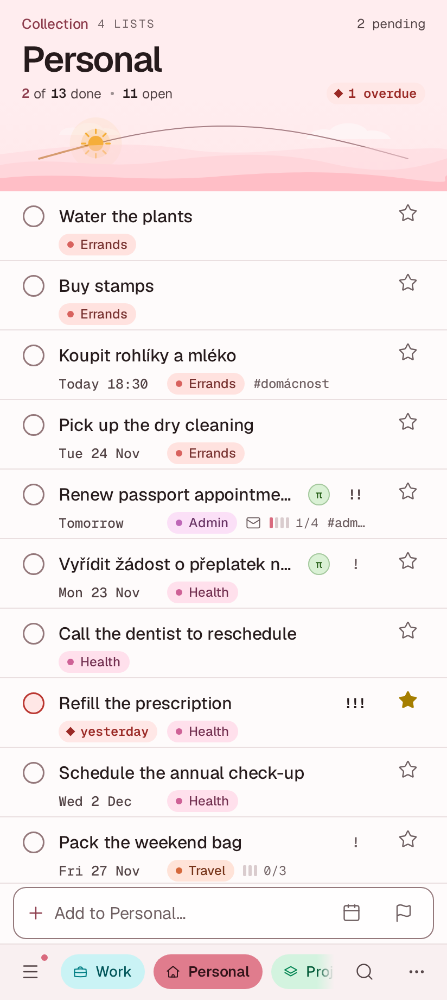 Collection 4 LISTS
2 pending
Personal
2 of 13 done • 11 open
1 overdue
Water the plants
Errands
Buy stamps
Errands
Koupit rohlíky a mléko
Today 18:30 Errands #domácnost
Pick up the dry cleaning
Tue 24 Nov Errands
Renew passport appointme… π !!
Tomorrow Admin 1/4 #adm…
Vyřídit žádost o přeplatek n… π !
Mon 23 Nov Health
Call the dentist to reschedule
Health
Refill the prescription !!!
yesterday Health
Schedule the annual check-up
Wed 2 Dec Health
Pack the weekend bag !
Fri 27 Nov Travel 0/3
Add to Personal…
Work Personal Proj